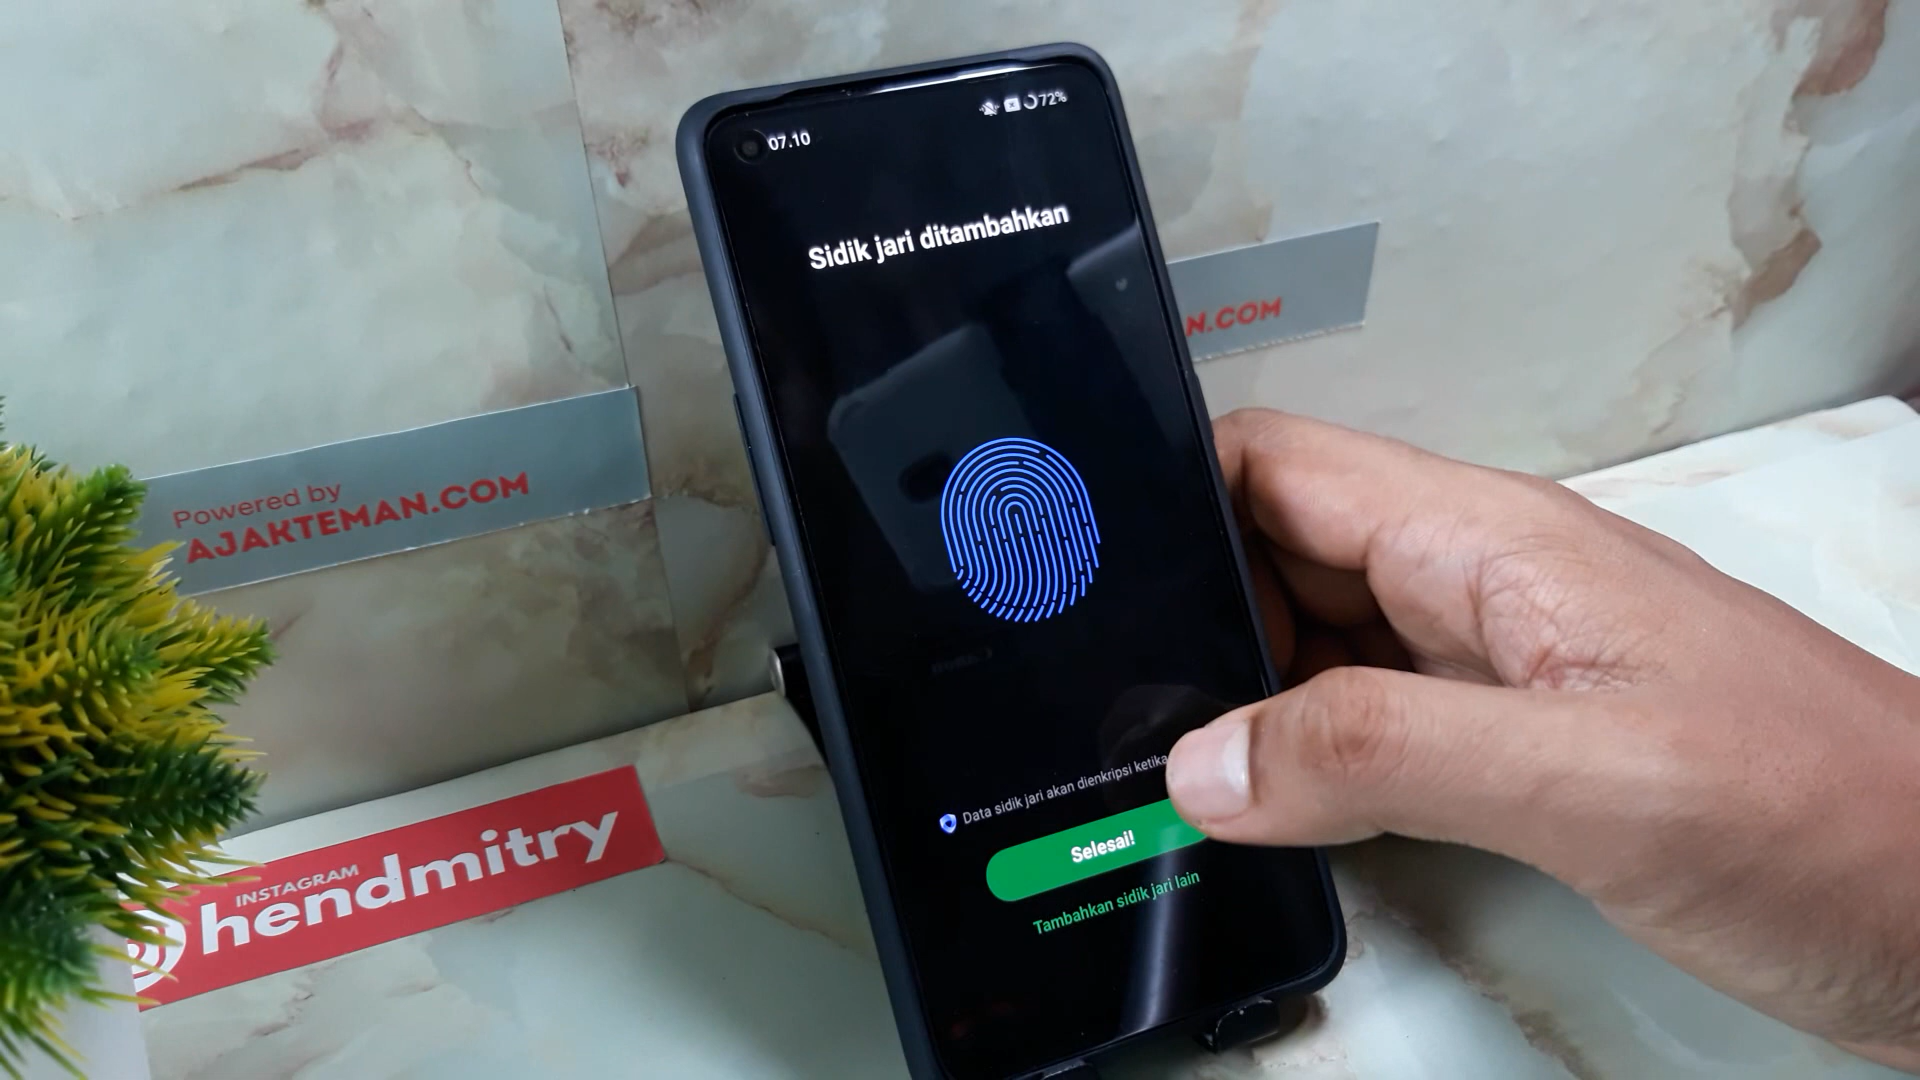 07.10
72%
Sidik jari ditambahkan
N.COM
Powered by
AJAKTEMAN.COM
Data sidik jari akan dienkripsi ketika
Selesai!
Tambahkan sidik jari lain
INSTAGRAM
hendmitry